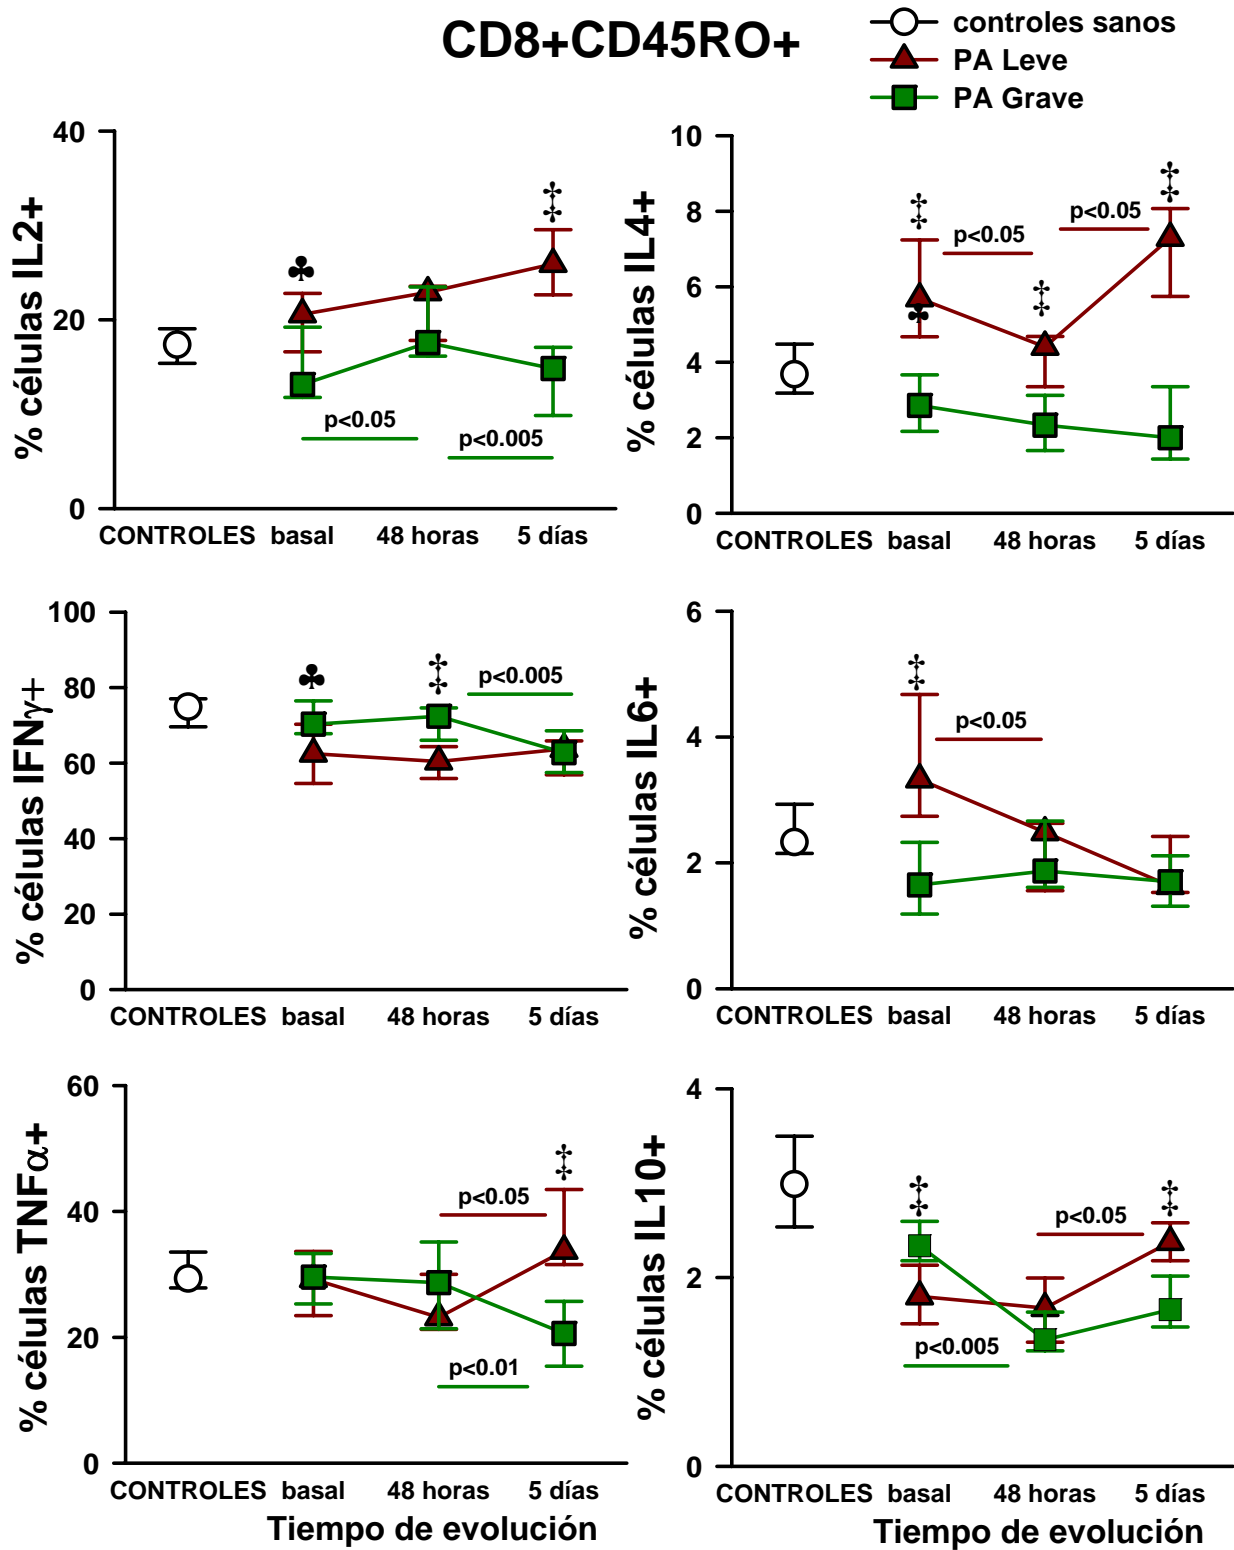 CD8+CD45RO+
controles sanos
PA Leve
PA Grave
% células IL2+
40
20
0
♣
‡
p<0.05
p<0.005
CONTROLES basal 48 horas 5 días
% células IL4+
10
8
6
4
2
0
‡
♣
p<0.05
‡
p<0.05
‡
CONTROLES basal 48 horas 5 días
% células IFNγ+
100
80
60
40
20
0
♣
‡
p<0.005
CONTROLES basal 48 horas 5 días
% células IL6+
6
4
2
0
‡
p<0.05
CONTROLES basal 48 horas 5 días
% células TNFα+
60
40
20
0
‡
p<0.05
p<0.01
CONTROLES basal 48 horas 5 días
Tiempo de evolución
% células IL10+
4
2
0
‡
p<0.05
‡
p<0.005
CONTROLES basal 48 horas 5 días
Tiempo de evolución